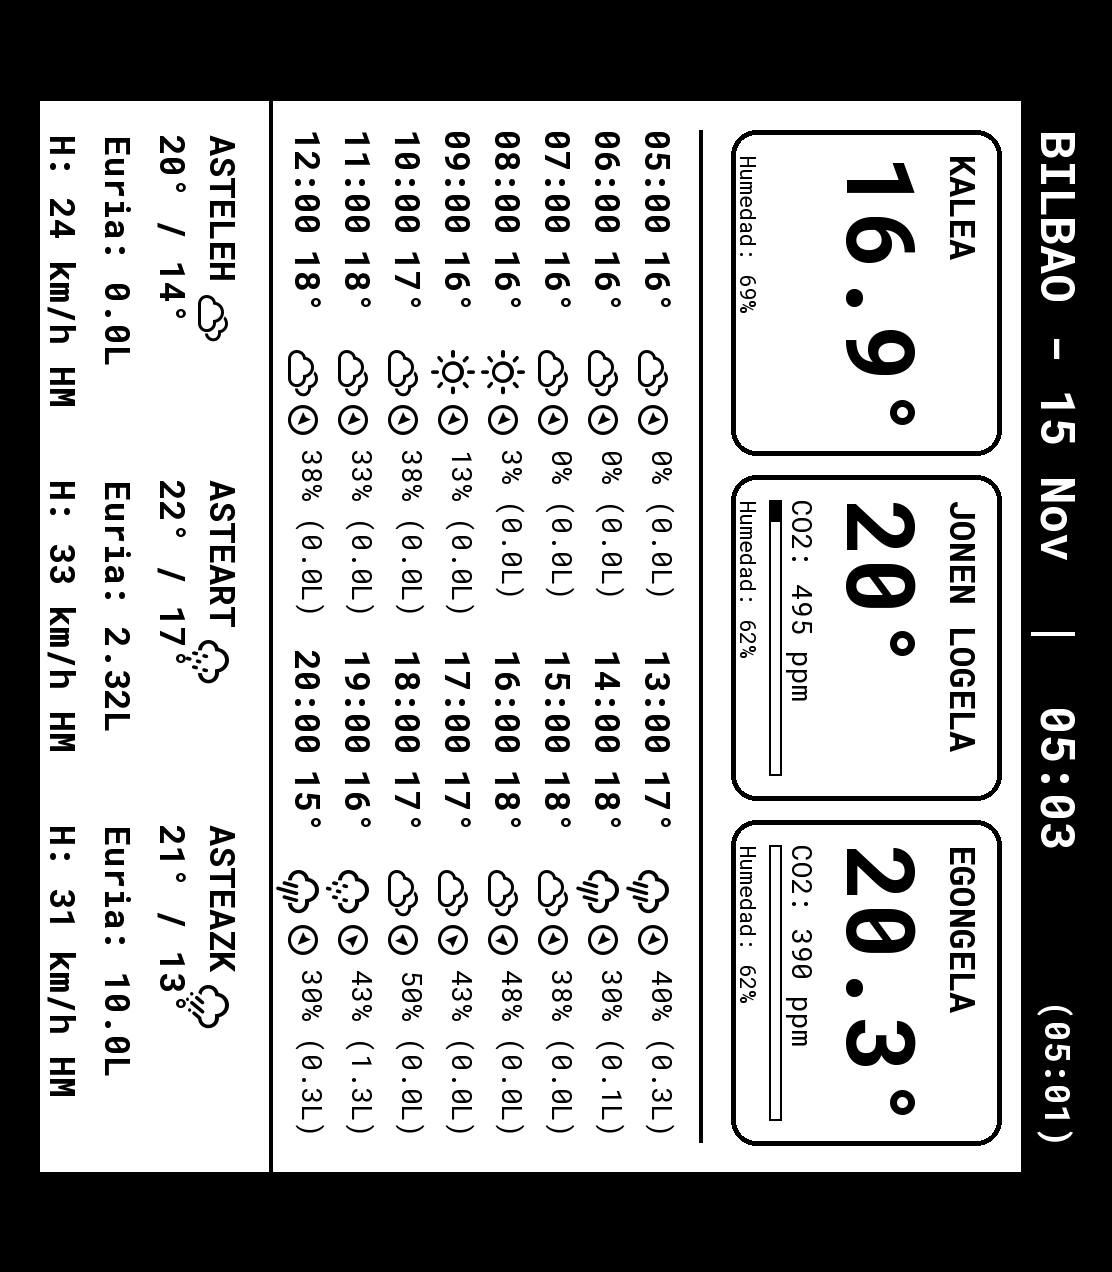 BILBAO - 15 Nov | 05:03 (05:01)
KALEA
16.9°
Humedad: 69%
JONEN LOGELA
20°
CO2: 495 ppm
Humedad: 62%
EGONGELA
20.3°
CO2: 390 ppm
Humedad: 62%
05:00 16° 0% (0.0L)
06:00 16° 0% (0.0L)
07:00 16° 0% (0.0L)
08:00 16° 3% (0.0L)
09:00 16° 13% (0.0L)
10:00 17° 38% (0.0L)
11:00 18° 33% (0.0L)
12:00 18° 38% (0.0L)
13:00 17° 40% (0.3L)
14:00 18° 30% (0.1L)
15:00 18° 38% (0.0L)
16:00 18° 48% (0.0L)
17:00 17° 43% (0.0L)
18:00 17° 50% (0.0L)
19:00 16° 43% (1.3L)
20:00 15° 30% (0.3L)
ASTELEH
20° / 14°
Euria: 0.0L
H: 24 km/h HM
ASTEART
22° / 17°
Euria: 2.32L
H: 33 km/h HM
ASTEAZK
21° / 13°
Euria: 10.0L
H: 31 km/h HM